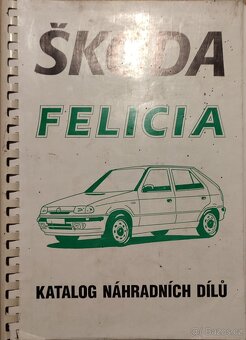 ŠKODA
FELICIA
KATALOG NÁHRADNÍCH DÍLŮ